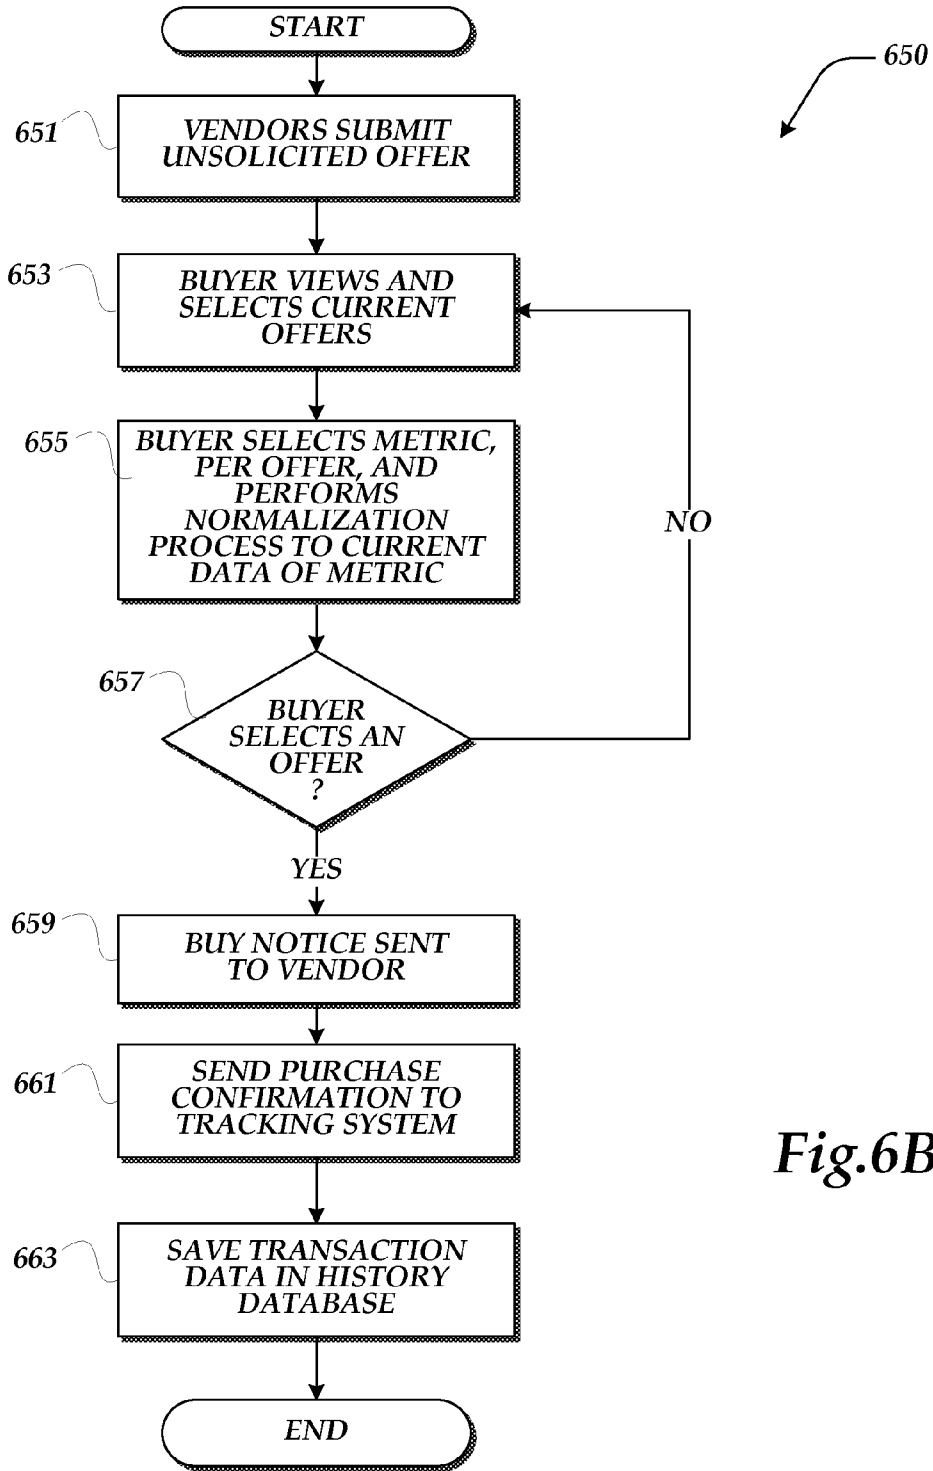 START
650
651
VENDORS SUBMIT
UNSOLICITED OFFER
653
BUYER VIEWS AND
SELECTS CURRENT
OFFERS
655
BUYER SELECTS METRIC,
PER OFFER, AND
PERFORMS
NORMALIZATION
PROCESS TO CURRENT
DATA OF METRIC
NO
657
BUYER
SELECTS AN
OFFER
?
YES
659
BUY NOTICE SENT
TO VENDOR
661
SEND PURCHASE
CONFIRMATION TO
TRACKING SYSTEM
Fig.6B
663
SAVE TRANSACTION
DATA IN HISTORY
DATABASE
END